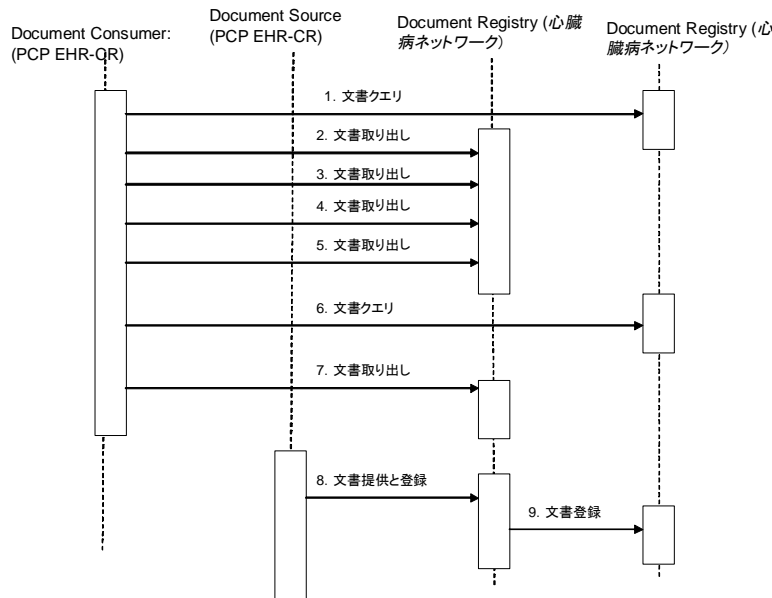 Document Consumer:
(PCP EHR-CR)
Document Source
(PCP EHR-CR)
Document Registry (心臓
病ネットワーク)
Document Registry (心
臓病ネットワーク)
1. 文書クエリ
2. 文書取り出し
3. 文書取り出し
4. 文書取り出し
5. 文書取り出し
6. 文書クエリ
7. 文書取り出し
8. 文書提供と登録
9. 文書登録